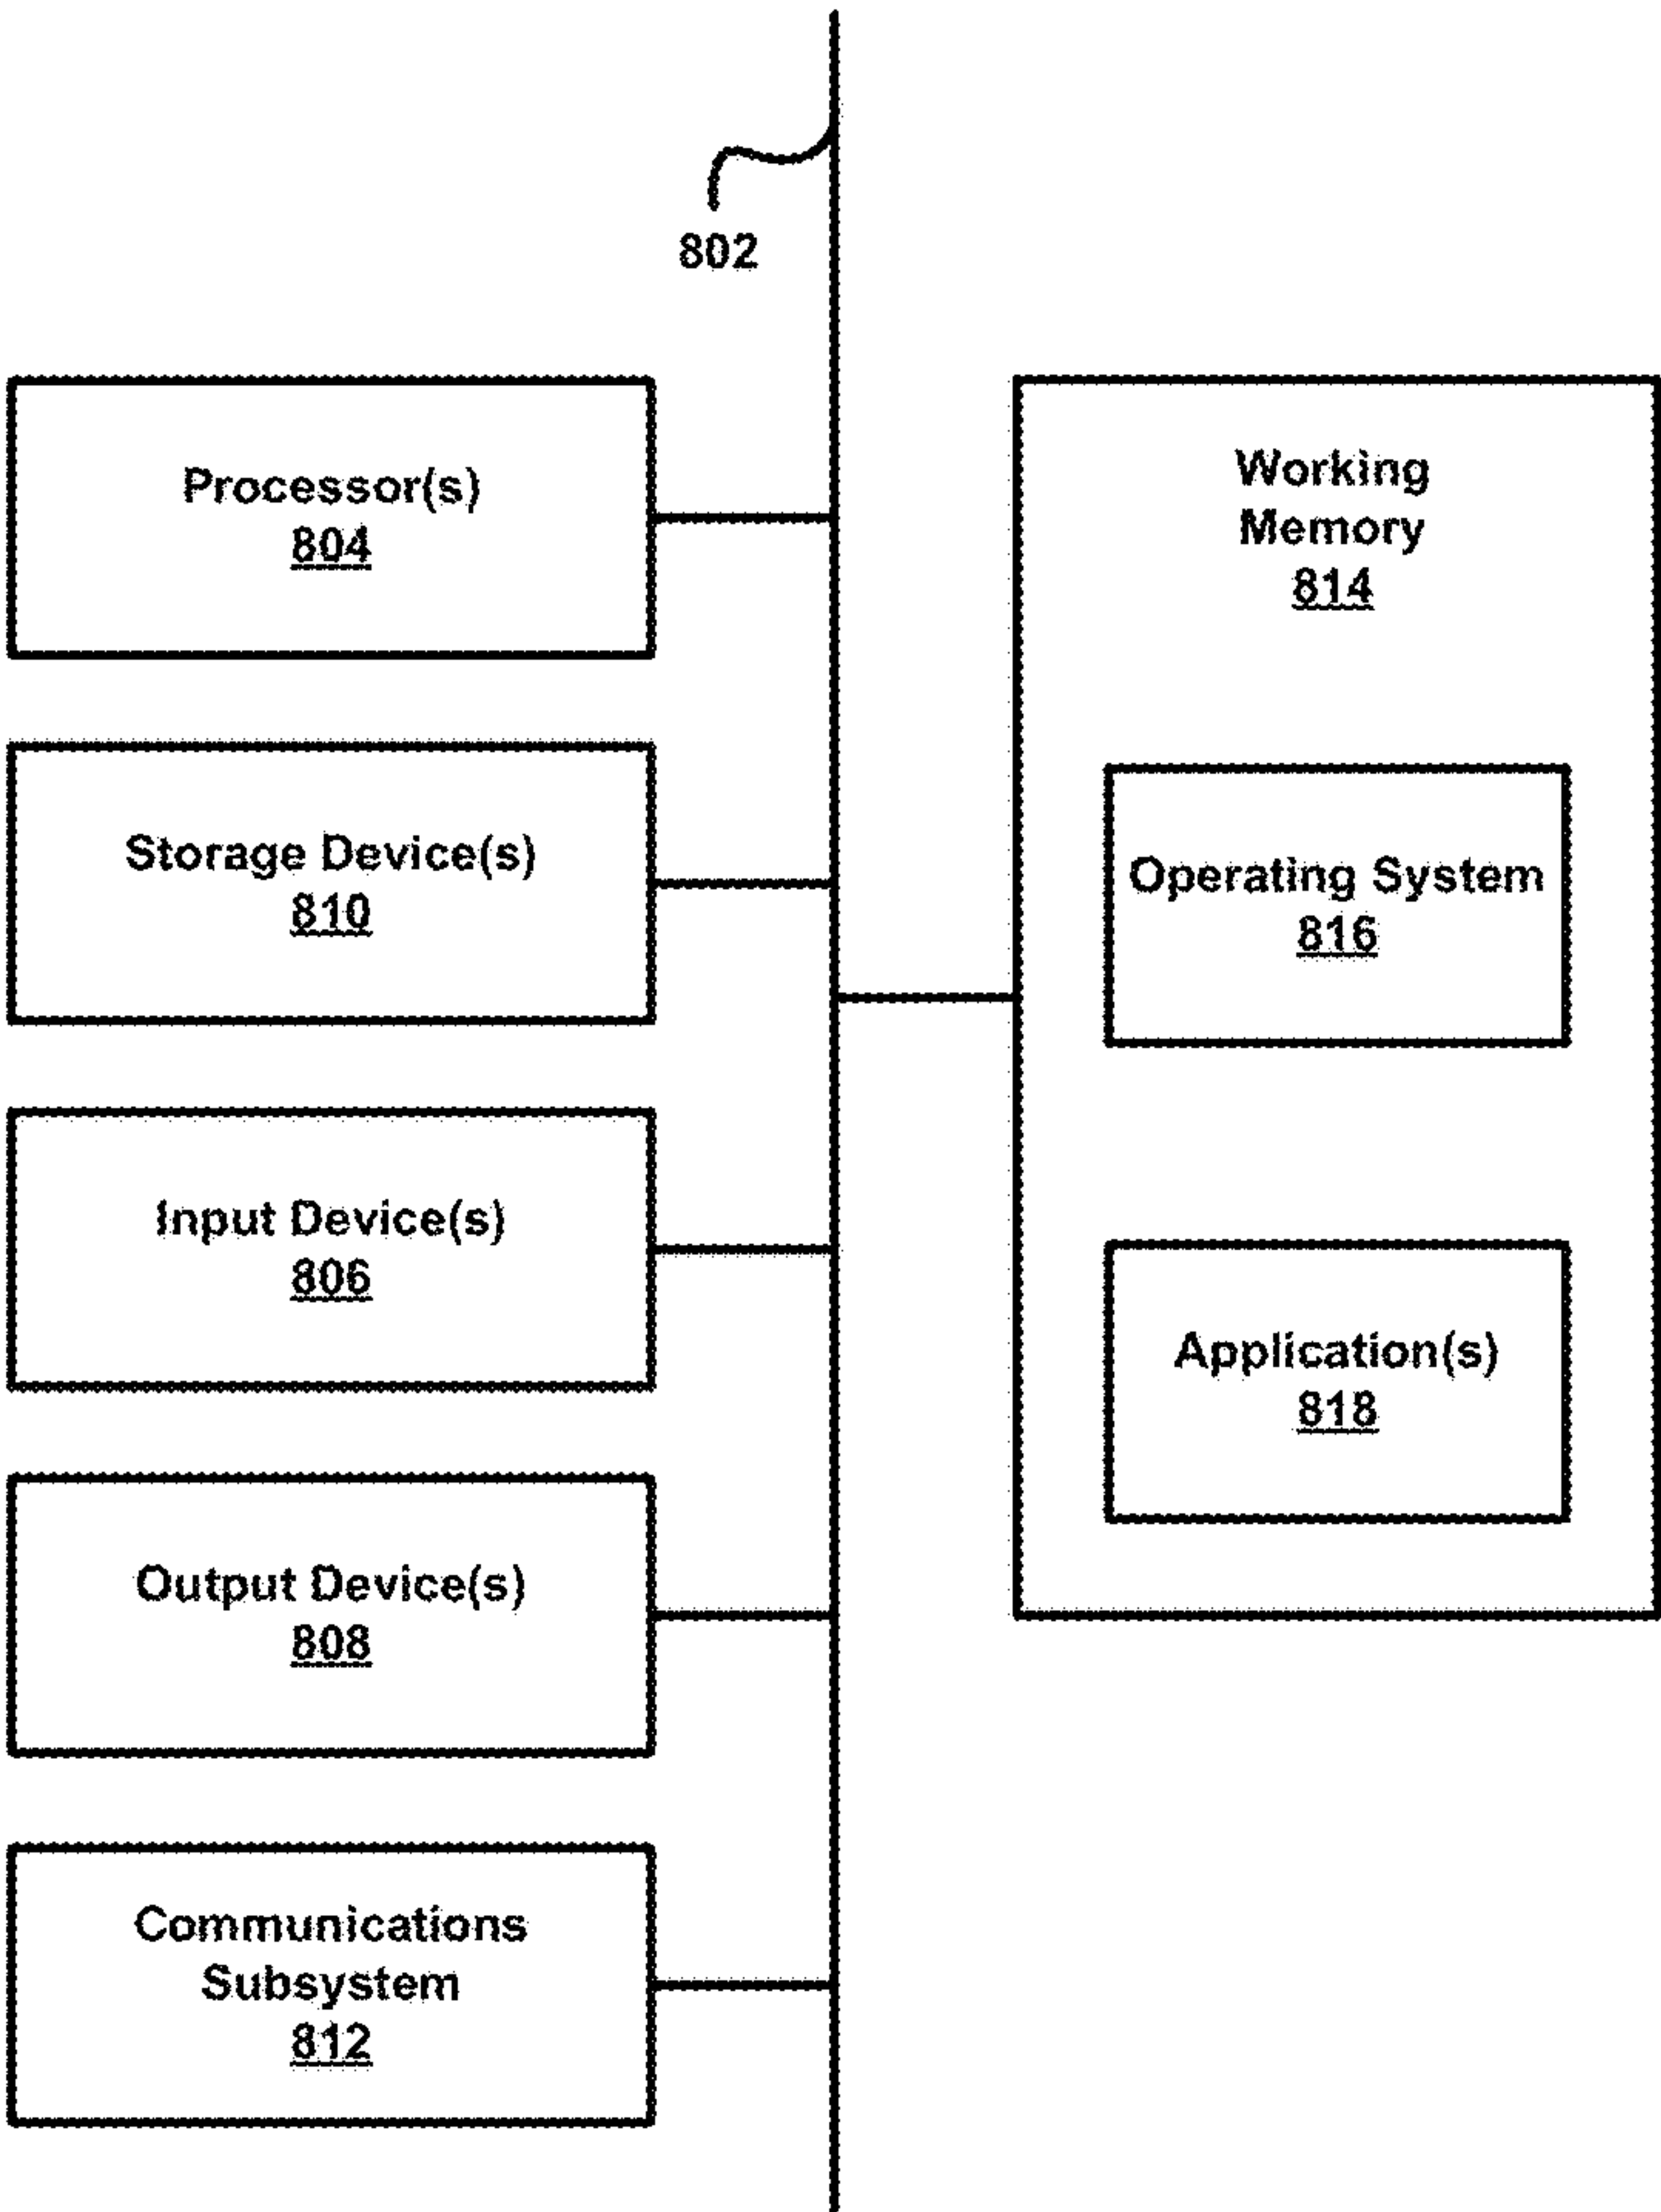 802
Processor(s)
804
Storage Device(s)
810
Input Device(s)
806
Output Device(s)
808
Communications
Subsystem
812
Working
Memory
814
Operating System
816
Application(s)
818